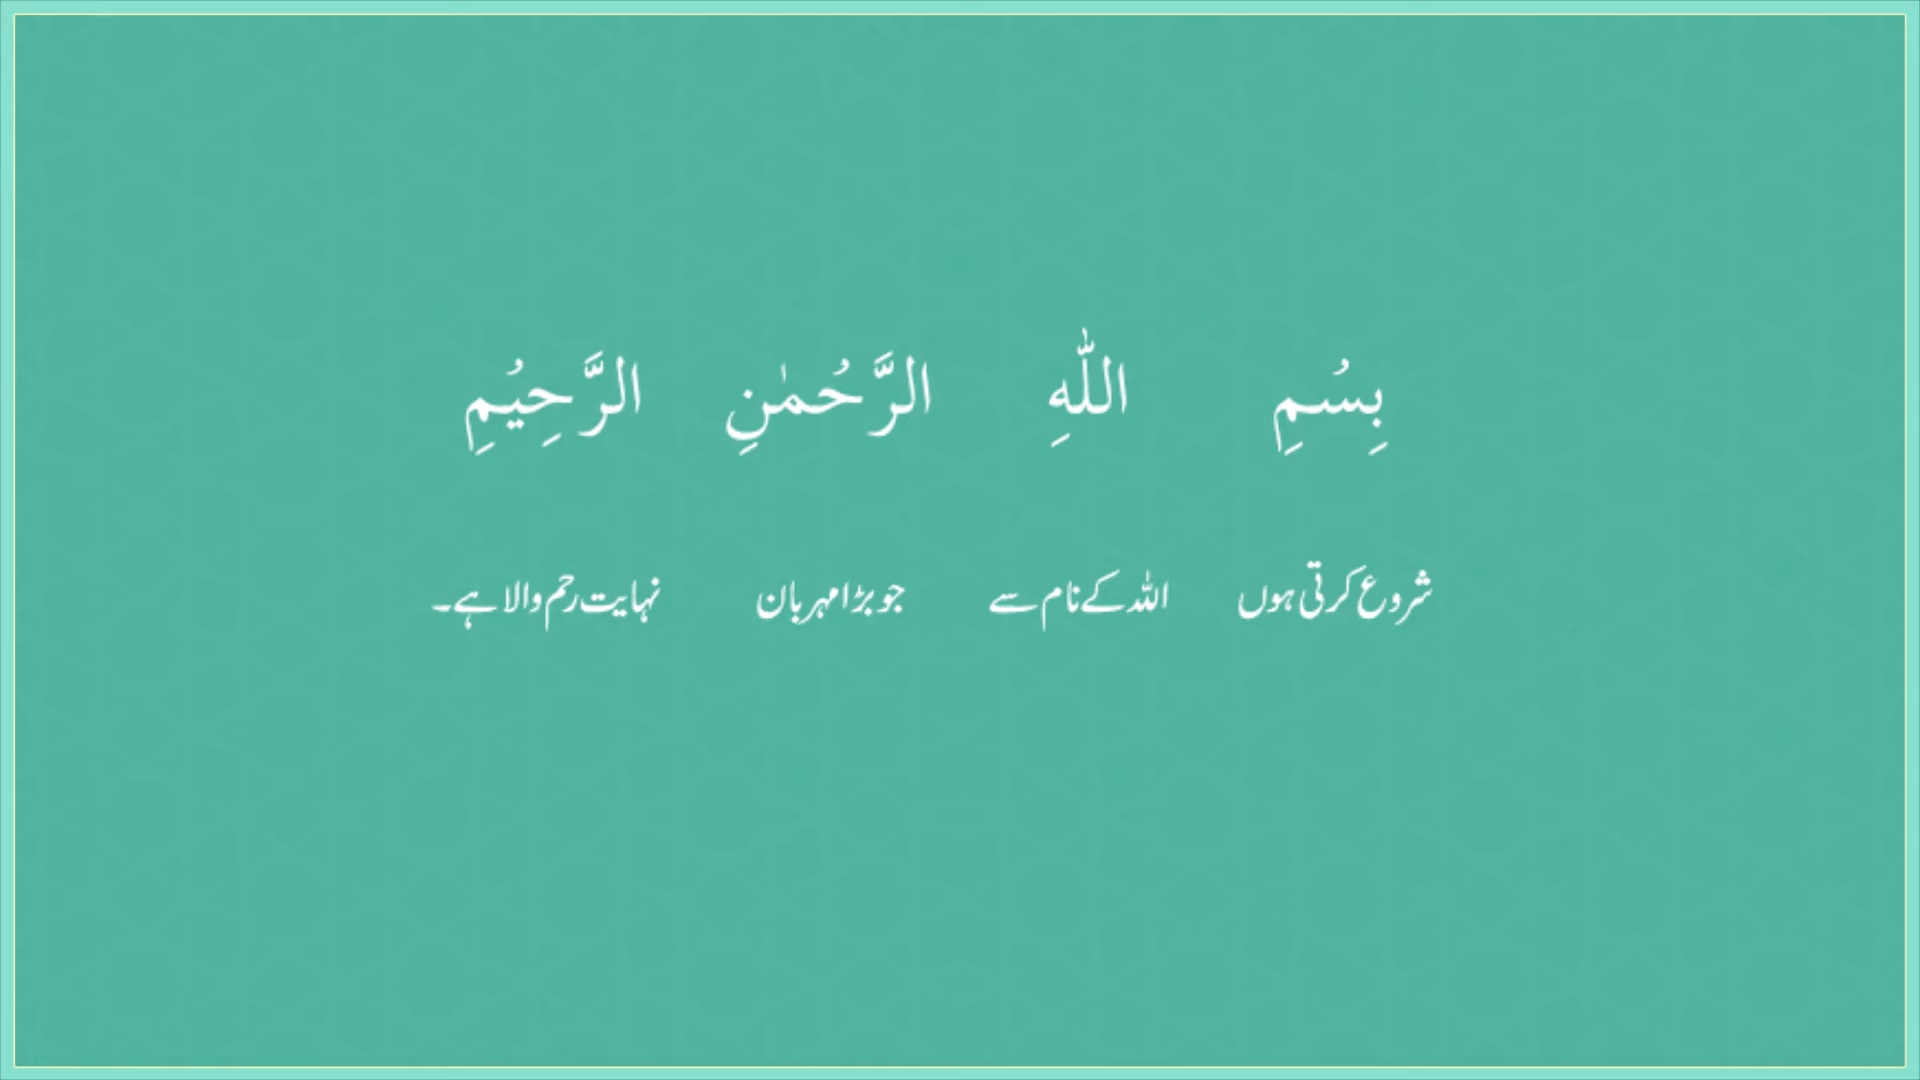 بِسْمِ اللّٰهِ الرَّحْمٰنِ الرَّحِيْمِ
شروع کرتی ہوں اللہ کے نام سے جو بڑا مہربان نہایت رحم والا ہے۔